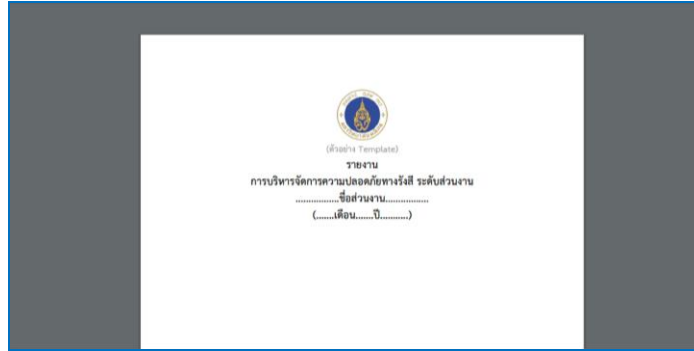 (ตัวอย่าง Template)
รายงาน
การบริหารจัดการความปลอดภัยทางรังสี ระดับส่วนงาน
.................ชื่อส่วนงาน.................
(.......เดือน.......ปี...........)